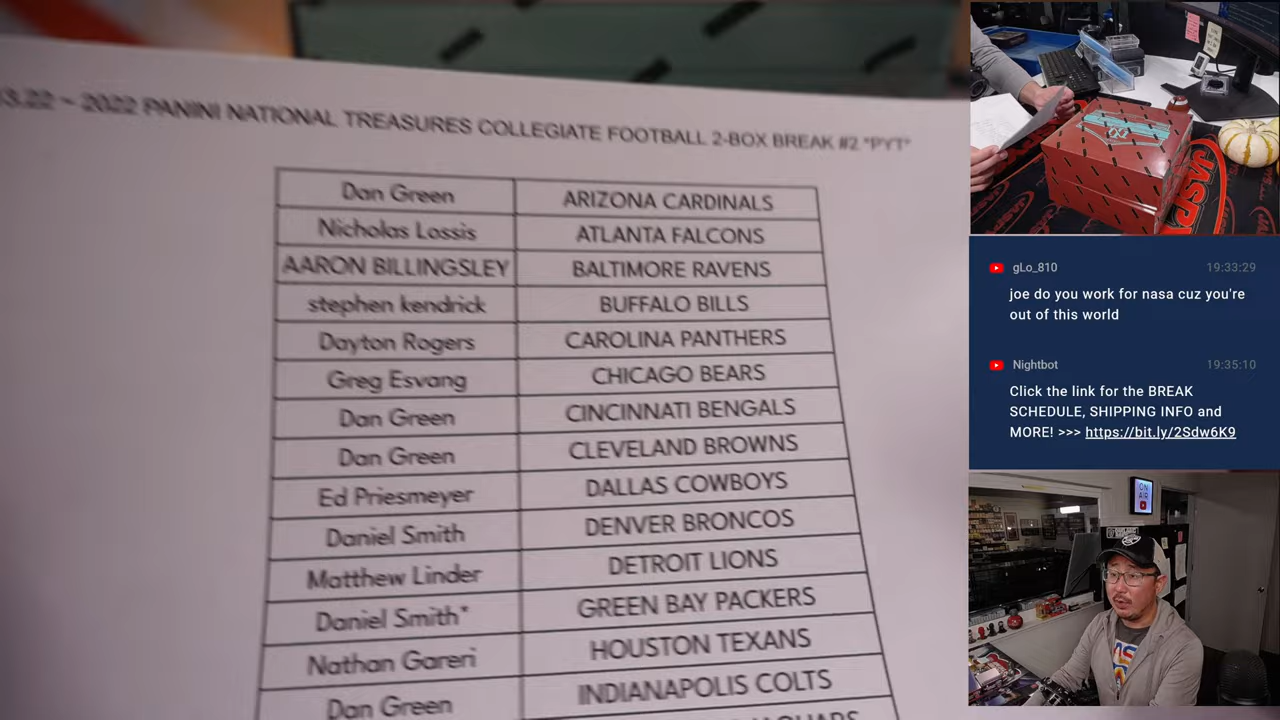 3.22 ~ 2022 PANINI NATIONAL TREASURES COLLEGIATE FOOTBALL 2-BOX BREAK #2 *PYT*
Dan Green ARIZONA CARDINALS
Nicholas Lossis ATLANTA FALCONS
AARON BILLINGSLEY BALTIMORE RAVENS
stephen kendrick BUFFALO BILLS
Dayton Rogers CAROLINA PANTHERS
Greg Esvang CHICAGO BEARS
Dan Green CINCINNATI BENGALS
Dan Green CLEVELAND BROWNS
Ed Priesmeyer DALLAS COWBOYS
Daniel Smith DENVER BRONCOS
Matthew Linder DETROIT LIONS
Daniel Smith* GREEN BAY PACKERS
Nathan Gareri HOUSTON TEXANS
Dan Green INDIANAPOLIS COLTS
gLo_810 19:33:29
joe do you work for nasa cuz you're
out of this world
Nightbot 19:35:10
Click the link for the BREAK
SCHEDULE, SHIPPING INFO and
MORE! >>> https://bit.ly/2Sdw6K9
ON
AIR